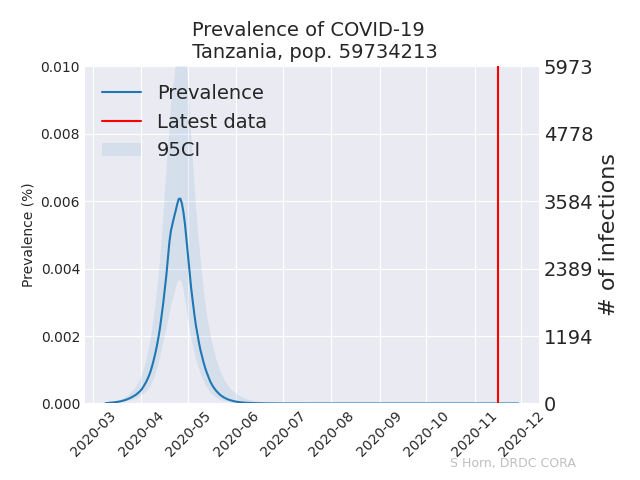 Prevalence of COVID-19
Tanzania, pop. 59734213
Prevalence
Latest data
95CI
Prevalence (%)
0.010
0.008
0.006
0.004
0.002
0.000
5973
4778
3584
2389
1194
0
# of infections
2020-03
2020-04
2020-05
2020-06
2020-07
2020-08
2020-09
2020-10
2020-11
2020-12
S Horn, DRDC CORA